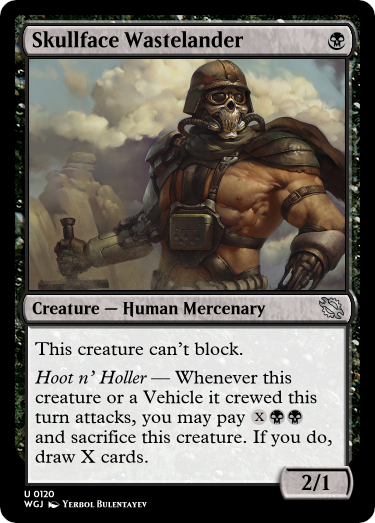 Skullface Wastelander
Creature — Human Mercenary
This creature can't block.
Hoot n' Holler — Whenever this
creature or a Vehicle it crewed this
turn attacks, you may pay X
and sacrifice this creature. If you do,
draw X cards.
2/1
U 0120
WGJ Yerbol Bulentayev